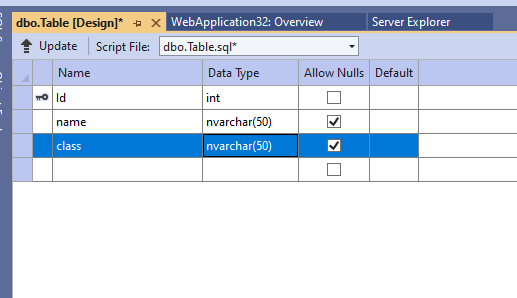 dbo.Table [Design]* WebApplication32: Overview Server Explorer
Update Script File: dbo.Table.sql*
Name Data Type Allow Nulls Default
Id int
name nvarchar(50)
class nvarchar(50)